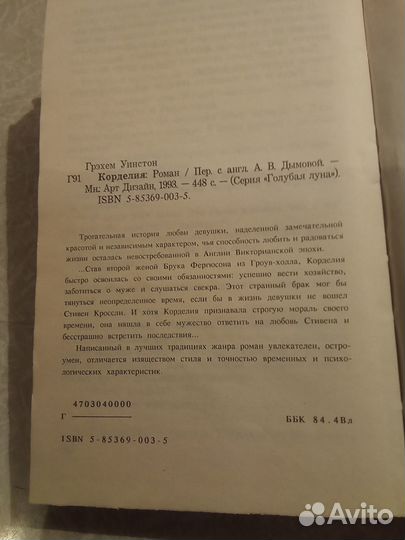 Грэхем Уинстон
Г91 Корделия: Роман / Пер. с англ. А. В. Дымовой. —
Мн: Арт Дизайн, 1993. — 448 с. — (Серия «Голубая луна»).
ISBN 5-85369-003-5.
Трогательная история любви девушки, наделенной замечательной
красотой и независимым характером, чья способность любить и радоваться
жизни осталась невостребованной в Англии Викторианской эпохи.
...Став второй женой Брука Фергюсона из Гроув-холла, Корделия
быстро освоилась со своими обязанностями: успешно вести хозяйство,
заботиться о муже и слушаться свекра. Этот странный брак мог бы
тянуться неопределенное время, если бы в жизнь девушки не вошел
Стивен Кроссли. И хотя Корделия признавала строгую мораль своего
времени, она нашла в себе мужество ответить на любовь Стивена и
бесстрашно встретить последствия...
Написанный в лучших традициях жанра роман увлекателен, остро-
умен, отличается изяществом стиля и точностью временных и психо-
логических характеристик.
4703040000
Г
ББК 84.4Вл
ISBN 5-85369-003-5
Avito